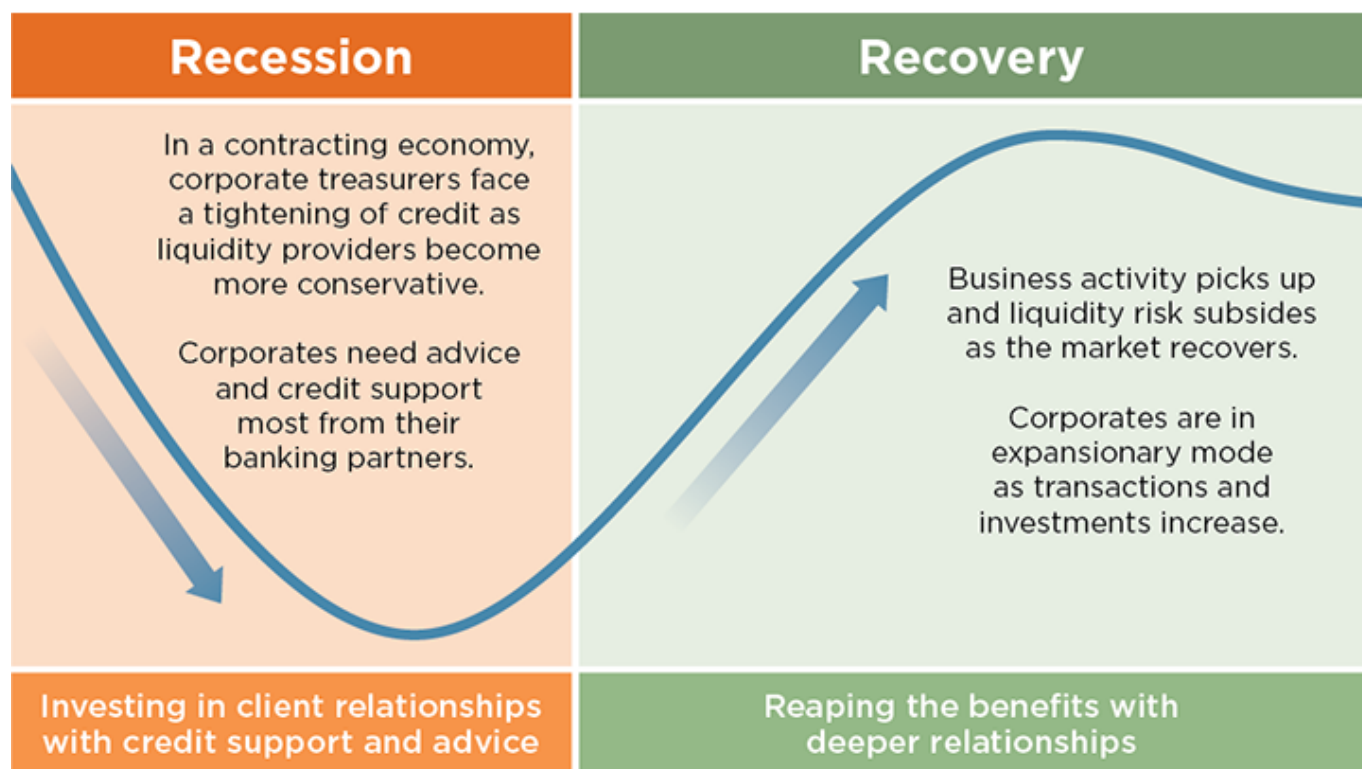 Recession
In a contracting economy,
corporate treasurers face
a tightening of credit as
liquidity providers become
more conservative.
Corporates need advice
and credit support
most from their
banking partners.
Investing in client relationships
with credit support and advice
Recovery
Business activity picks up
and liquidity risk subsides
as the market recovers.
Corporates are in
expansionary mode
as transactions and
investments increase.
Reaping the benefits with
deeper relationships